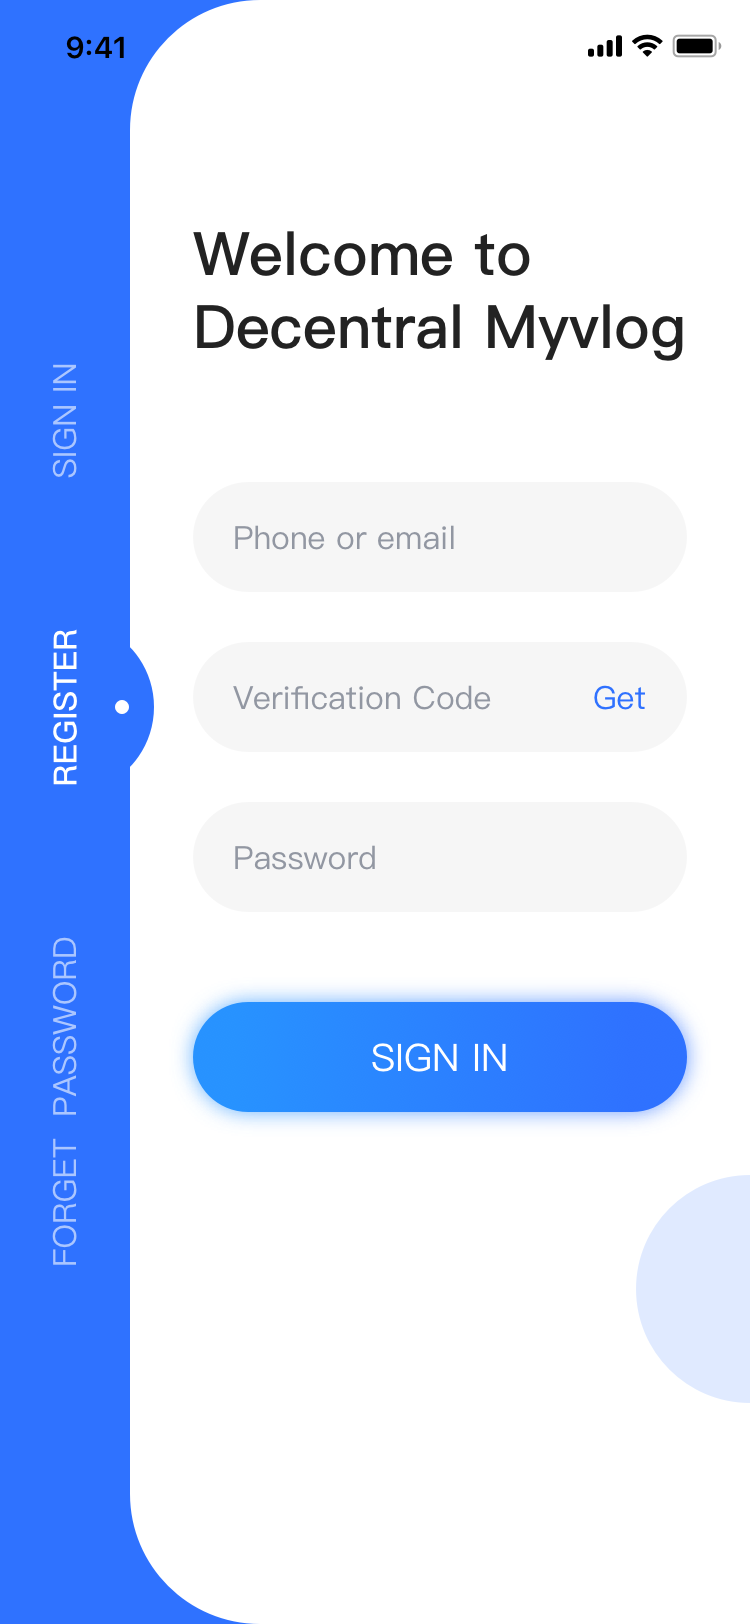 9:41
Welcome to
Decentral Myvlog
SIGN IN
REGISTER
FORGET PASSWORD
Phone or email
Verification Code
Get
Password
SIGN IN